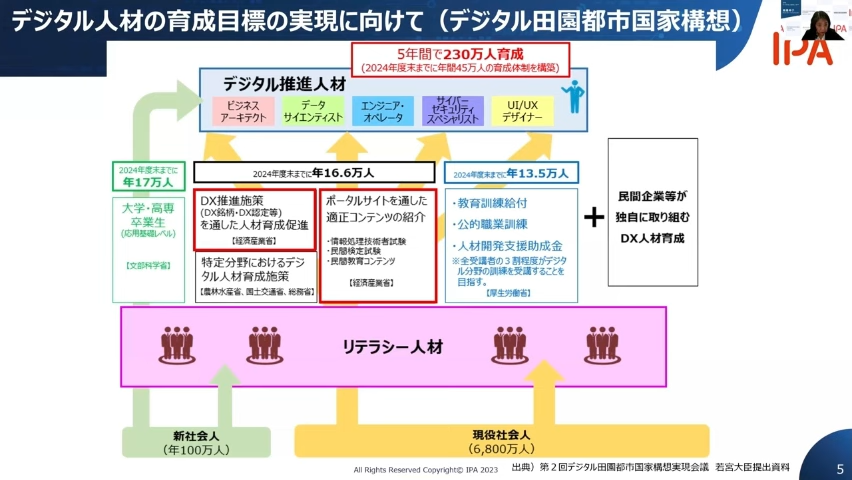 デジタル人材の育成目標の実現に向けて（デジタル田園都市国家構想）
IPA
5年間で230万人育成
(2024年度末までに年間45万人の育成体制を構築)
デジタル推進人材
ビジネス
アーキテクト
データ
サイエンティスト
エンジニア・
オペレータ
サイバー
セキュリティ
スペシャリスト
UI/UX
デザイナー
2024年度末までに
年17万人
大学・高専
卒業生
(応用基礎レベル)
【文部科学省】
2024年度末までに年16.6万人
DX推進施策
(DX銘柄・DX認定等)
を通した人材育成促進
【経済産業省】
特定分野におけるデ
ジタル人材育成施策
【農林水産省、国土交通省、総務省】
ポータルサイトを通した
適正コンテンツの紹介
・情報処理技術者試験
・民間検定試験
・民間教育コンテンツ
【経済産業省】
2024年度末までに年13.5万人
・教育訓練給付
・公的職業訓練
・人材開発支援助成金
※全受講者の３割程度がデジ
タル分野の訓練を受講することを
目指す。
【厚生労働省】
+
民間企業等が
独自に取り組む
DX人材育成
リテラシー人材
新社会人
（年100万人）
現役社会人
（6,800万人）
All Rights Reserved Copyright© IPA 2023
出典）第２回デジタル田園都市国家構想実現会議　若宮大臣提出資料
5